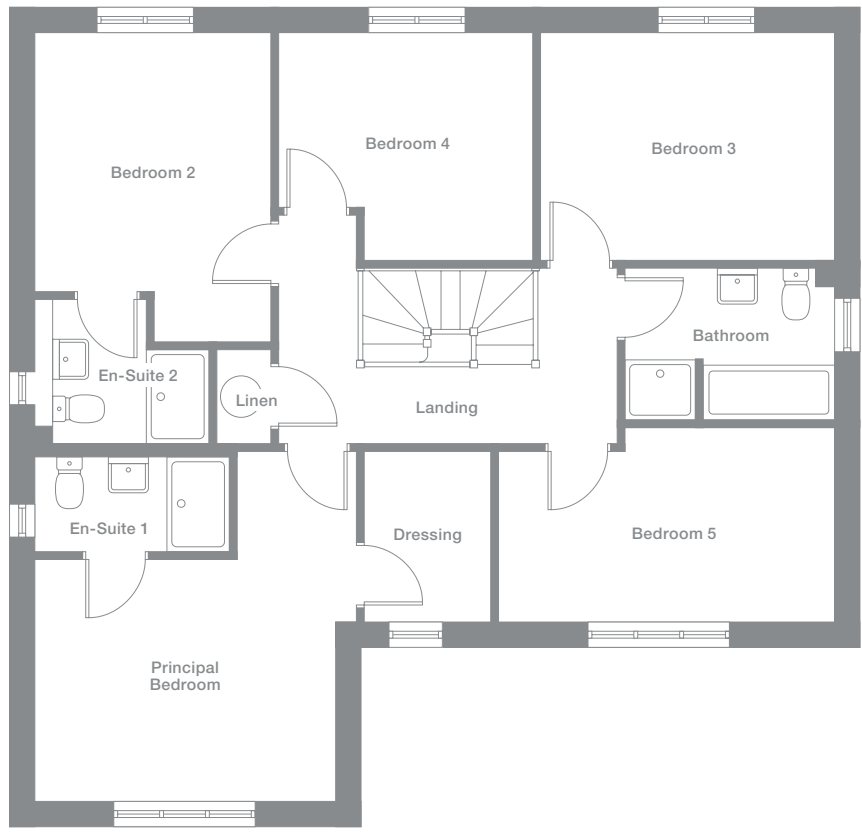 Bedroom 2
Bedroom 4
Bedroom 3
Bathroom
En-Suite 2
Linen
Landing
En-Suite 1
Dressing
Bedroom 5
Principal
Bedroom